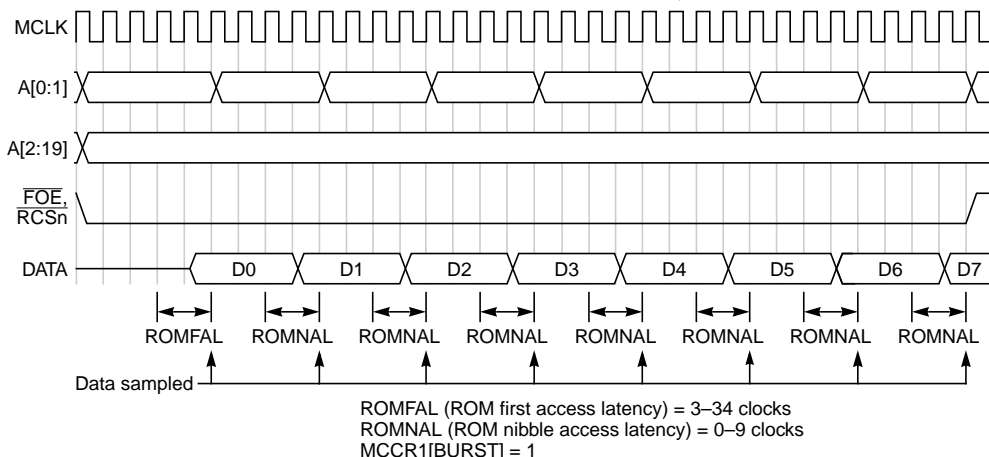 MCLK
A[0:1]
A[2:19]
FOE,
RCSn
DATA
D0 D1 D2 D3 D4 D5 D6 D7
ROMFAL ROMNAL ROMNAL ROMNAL ROMNAL ROMNAL ROMNAL ROMNAL
Data sampled
ROMFAL (ROM first access latency) = 3–34 clocks
ROMNAL (ROM nibble access latency) = 0–9 clocks
MCCR1[BURST] = 1